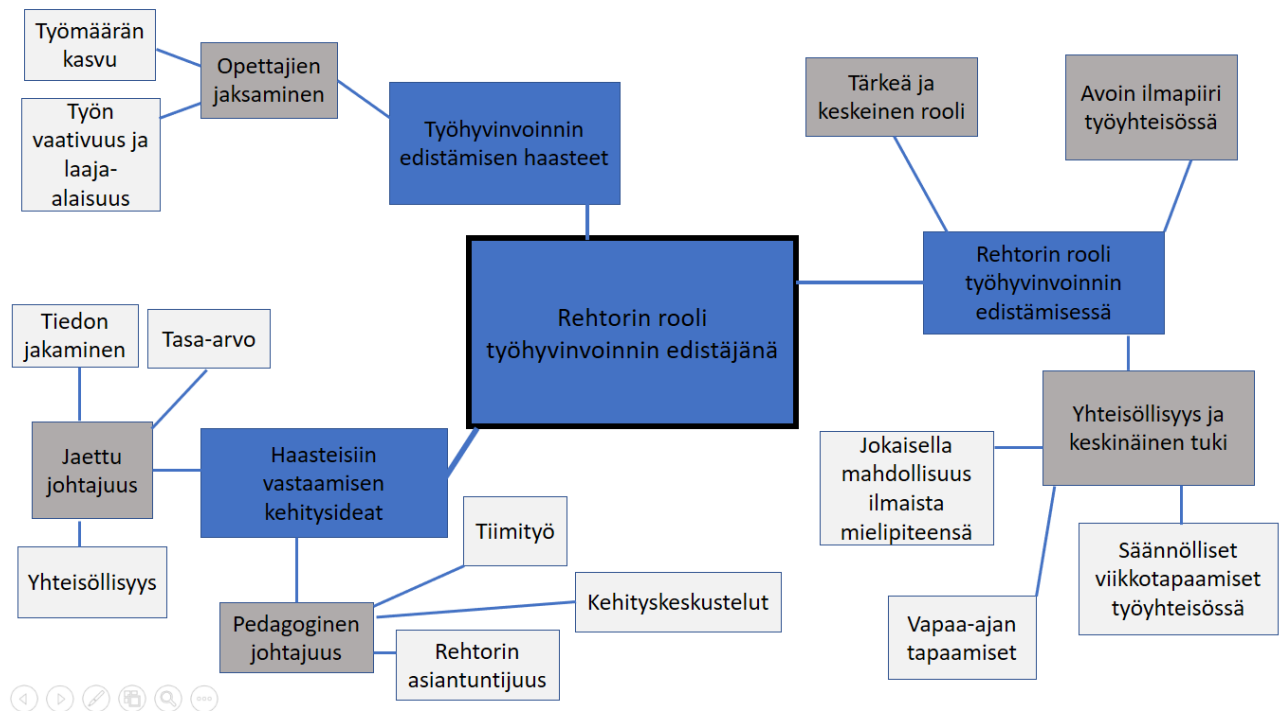 Työmäärän
kasvu
Opettajien
jaksaminen
Työn
vaativuus ja
laaja-
alaisuus
Työhyvinvoinnin
edistämisen haasteet
Tärkeä ja
keskeinen rooli
Avoin ilmapiiri
työyhteisössä
Rehtorin rooli
työhyvinvoinnin
edistämisessä
Rehtorin rooli
työhyvinvoinnin edistäjänä
Tiedon
jakaminen
Tasa-arvo
Jaettu
johtajuus
Haasteisiin
vastaamisen
kehitysideat
Yhteisöllisyys
Yhteisöllisyys ja
keskinäinen tuki
Jokaisella
mahdollisuus
ilmaista
mielipiteensä
Tiimityö
Säännölliset
viikkotapaamiset
työyhteisössä
Kehityskeskustelut
Pedagoginen
johtajuus
Rehtorin
asiantuntijuus
Vapaa-ajan
tapaamiset